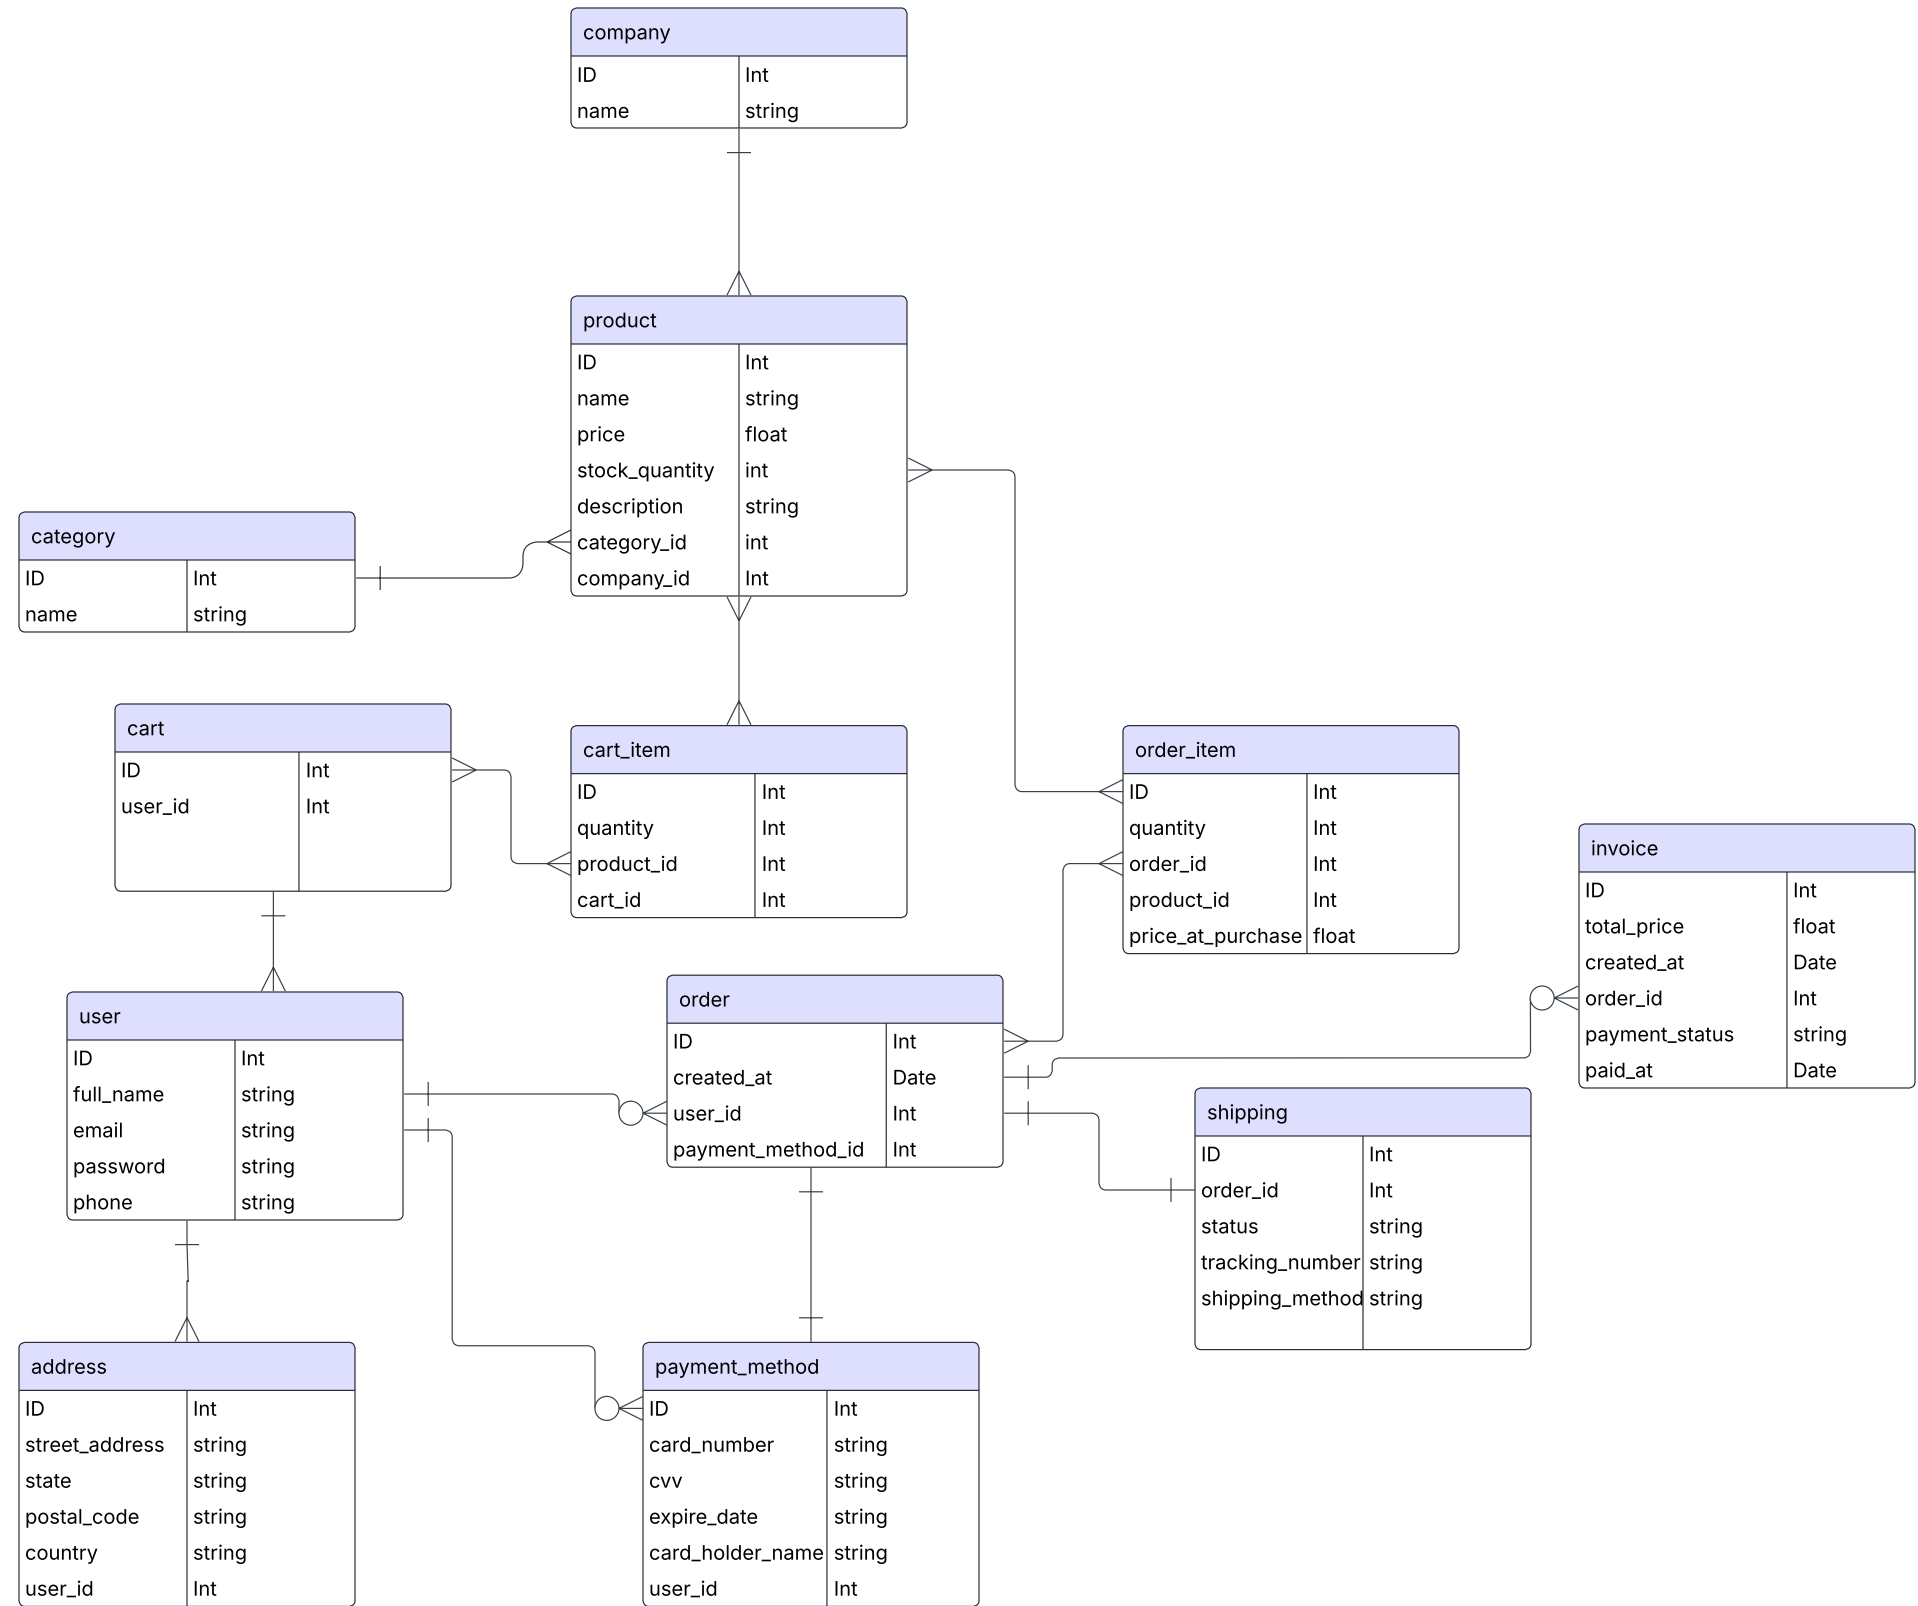 company
ID Int
name string
product
ID Int
name string
price float
stock_quantity int
description string
category_id int
company_id Int
category
ID Int
name string
cart
ID Int
user_id Int
cart_item
ID Int
quantity Int
product_id Int
cart_id Int
order_item
ID Int
quantity Int
order_id Int
product_id Int
price_at_purchase float
invoice
ID Int
total_price float
created_at Date
order_id Int
payment_status string
paid_at Date
user
ID Int
full_name string
email string
password string
phone string
order
ID Int
created_at Date
user_id Int
payment_method_id Int
shipping
ID Int
order_id Int
status string
tracking_number string
shipping_method string
address
ID Int
street_address string
state string
postal_code string
country string
user_id Int
payment_method
ID Int
card_number string
cvv string
expire_date string
card_holder_name string
user_id Int